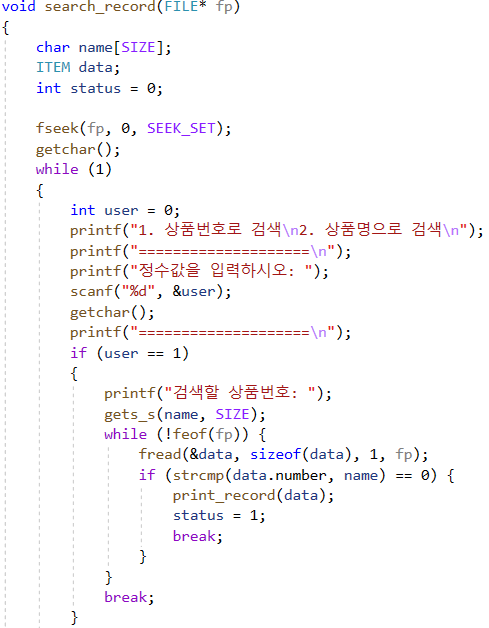 void search_record(FILE* fp)
{
    char name[SIZE];
    ITEM data;
    int status = 0;

    fseek(fp, 0, SEEK_SET);
    getchar();
    while (1)
    {
        int user = 0;
        printf("1. 상품번호로 검색\n2. 상품명으로 검색\n");
        printf("====================\n");
        printf("정수값을 입력하시오: ");
        scanf("%d", &user);
        getchar();
        printf("====================\n");
        if (user == 1)
        {
            printf("검색할 상품번호: ");
            gets_s(name, SIZE);
            while (!feof(fp)) {
                fread(&data, sizeof(data), 1, fp);
                if (strcmp(data.number, name) == 0) {
                    print_record(data);
                    status = 1;
                    break;
                }
            }
            break;
        }